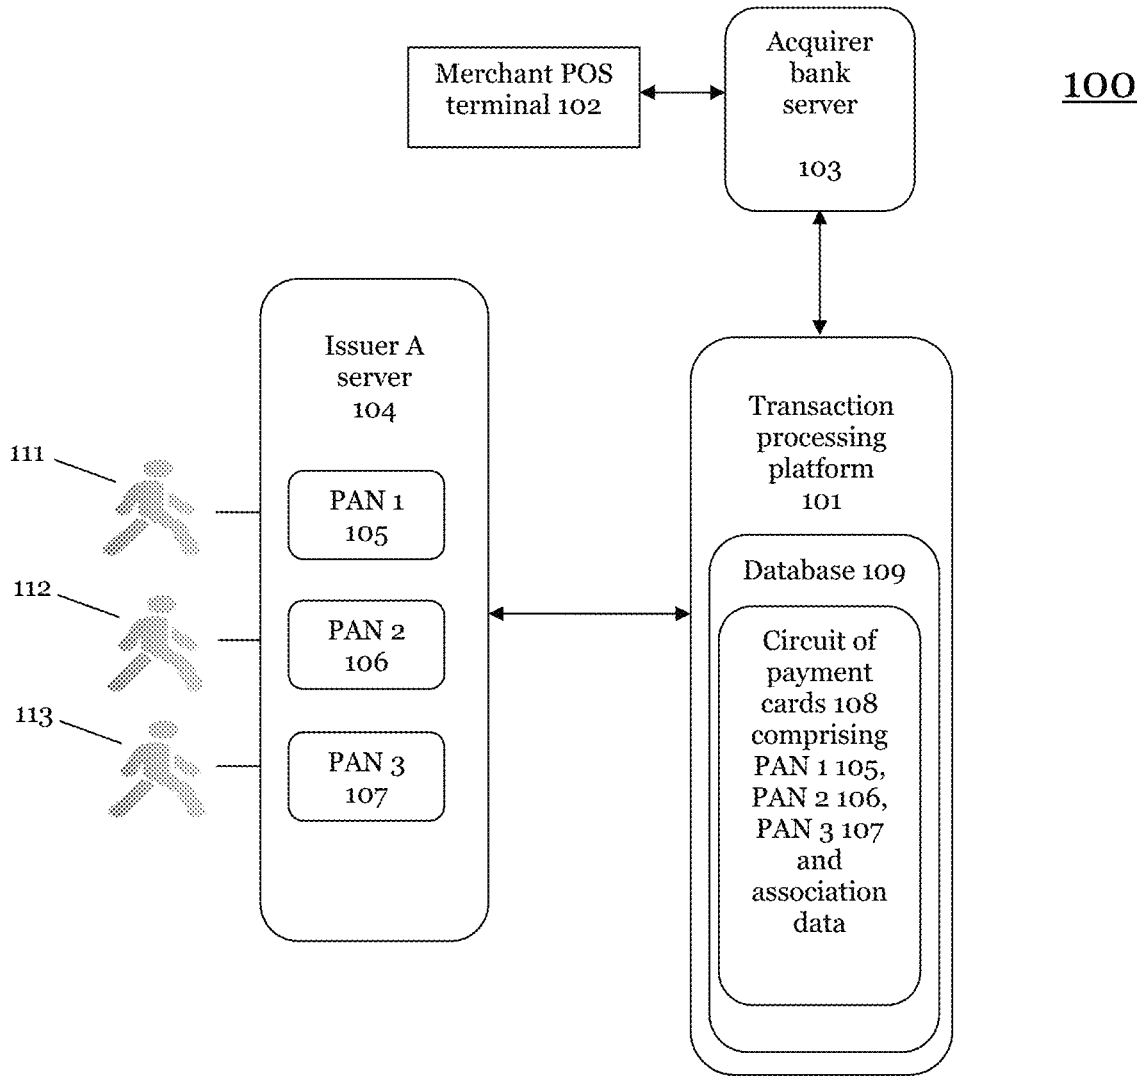 Merchant POS
terminal 102
Acquirer
bank
server
103
100
Issuer A
server
104
PAN 1
105
PAN 2
106
PAN 3
107
111
112
113
Transaction
processing
platform
101
Database 109
Circuit of
payment
cards 108
comprising
PAN 1 105,
PAN 2 106,
PAN 3 107
and
association
data